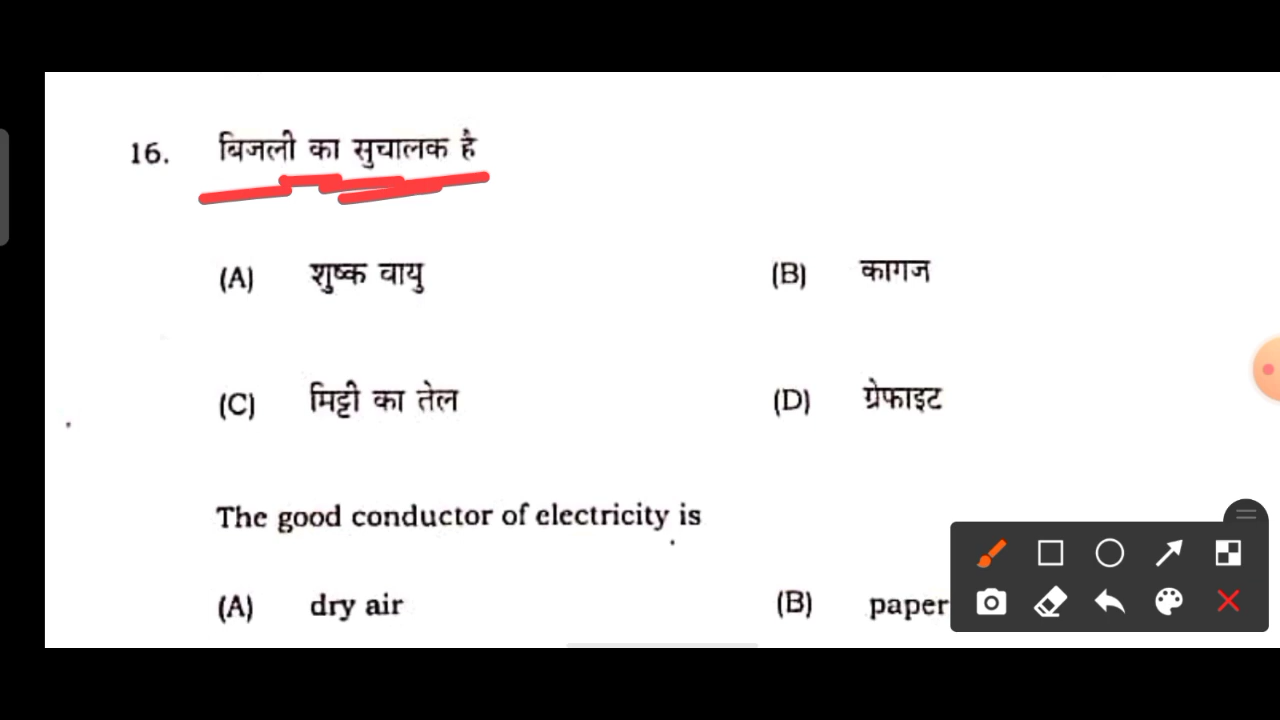 16. बिजली का सुचालक है
(A) शुष्क वायु (B) कागज
(C) मिट्टी का तेल (D) ग्रेफाइट
The good conductor of electricity is
(A) dry air (B) paper